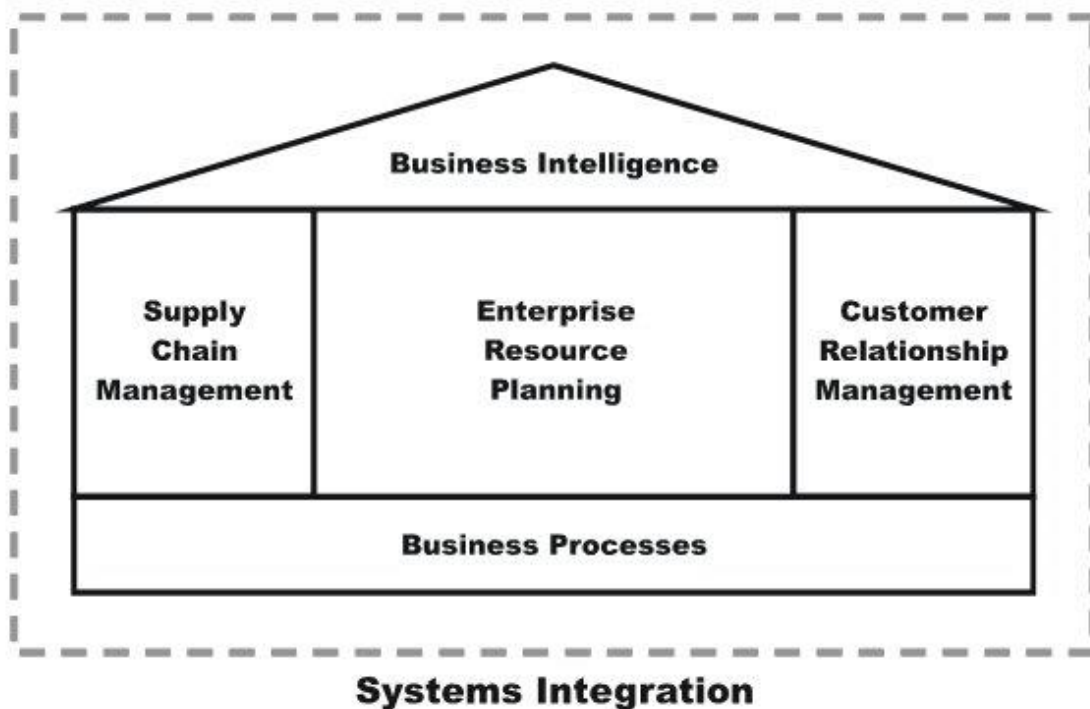 Business Intelligence
Supply
Chain
Management
Enterprise
Resource
Planning
Customer
Relationship
Management
Business Processes
Systems Integration